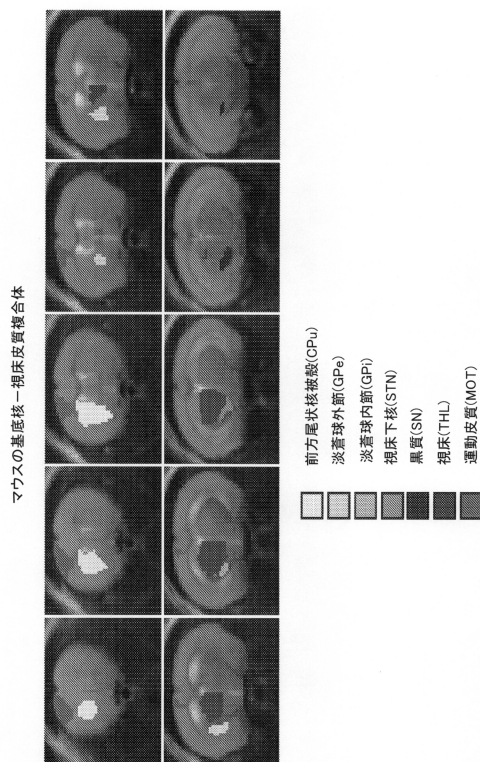 マウスの基底核－視床皮質複合体
前方尾状核被殻(CPu)
淡蒼球外節(GPe)
淡蒼球内節(GPi)
視床下核(STN)
黒質(SN)
視床(THL)
運動皮質(MOT)